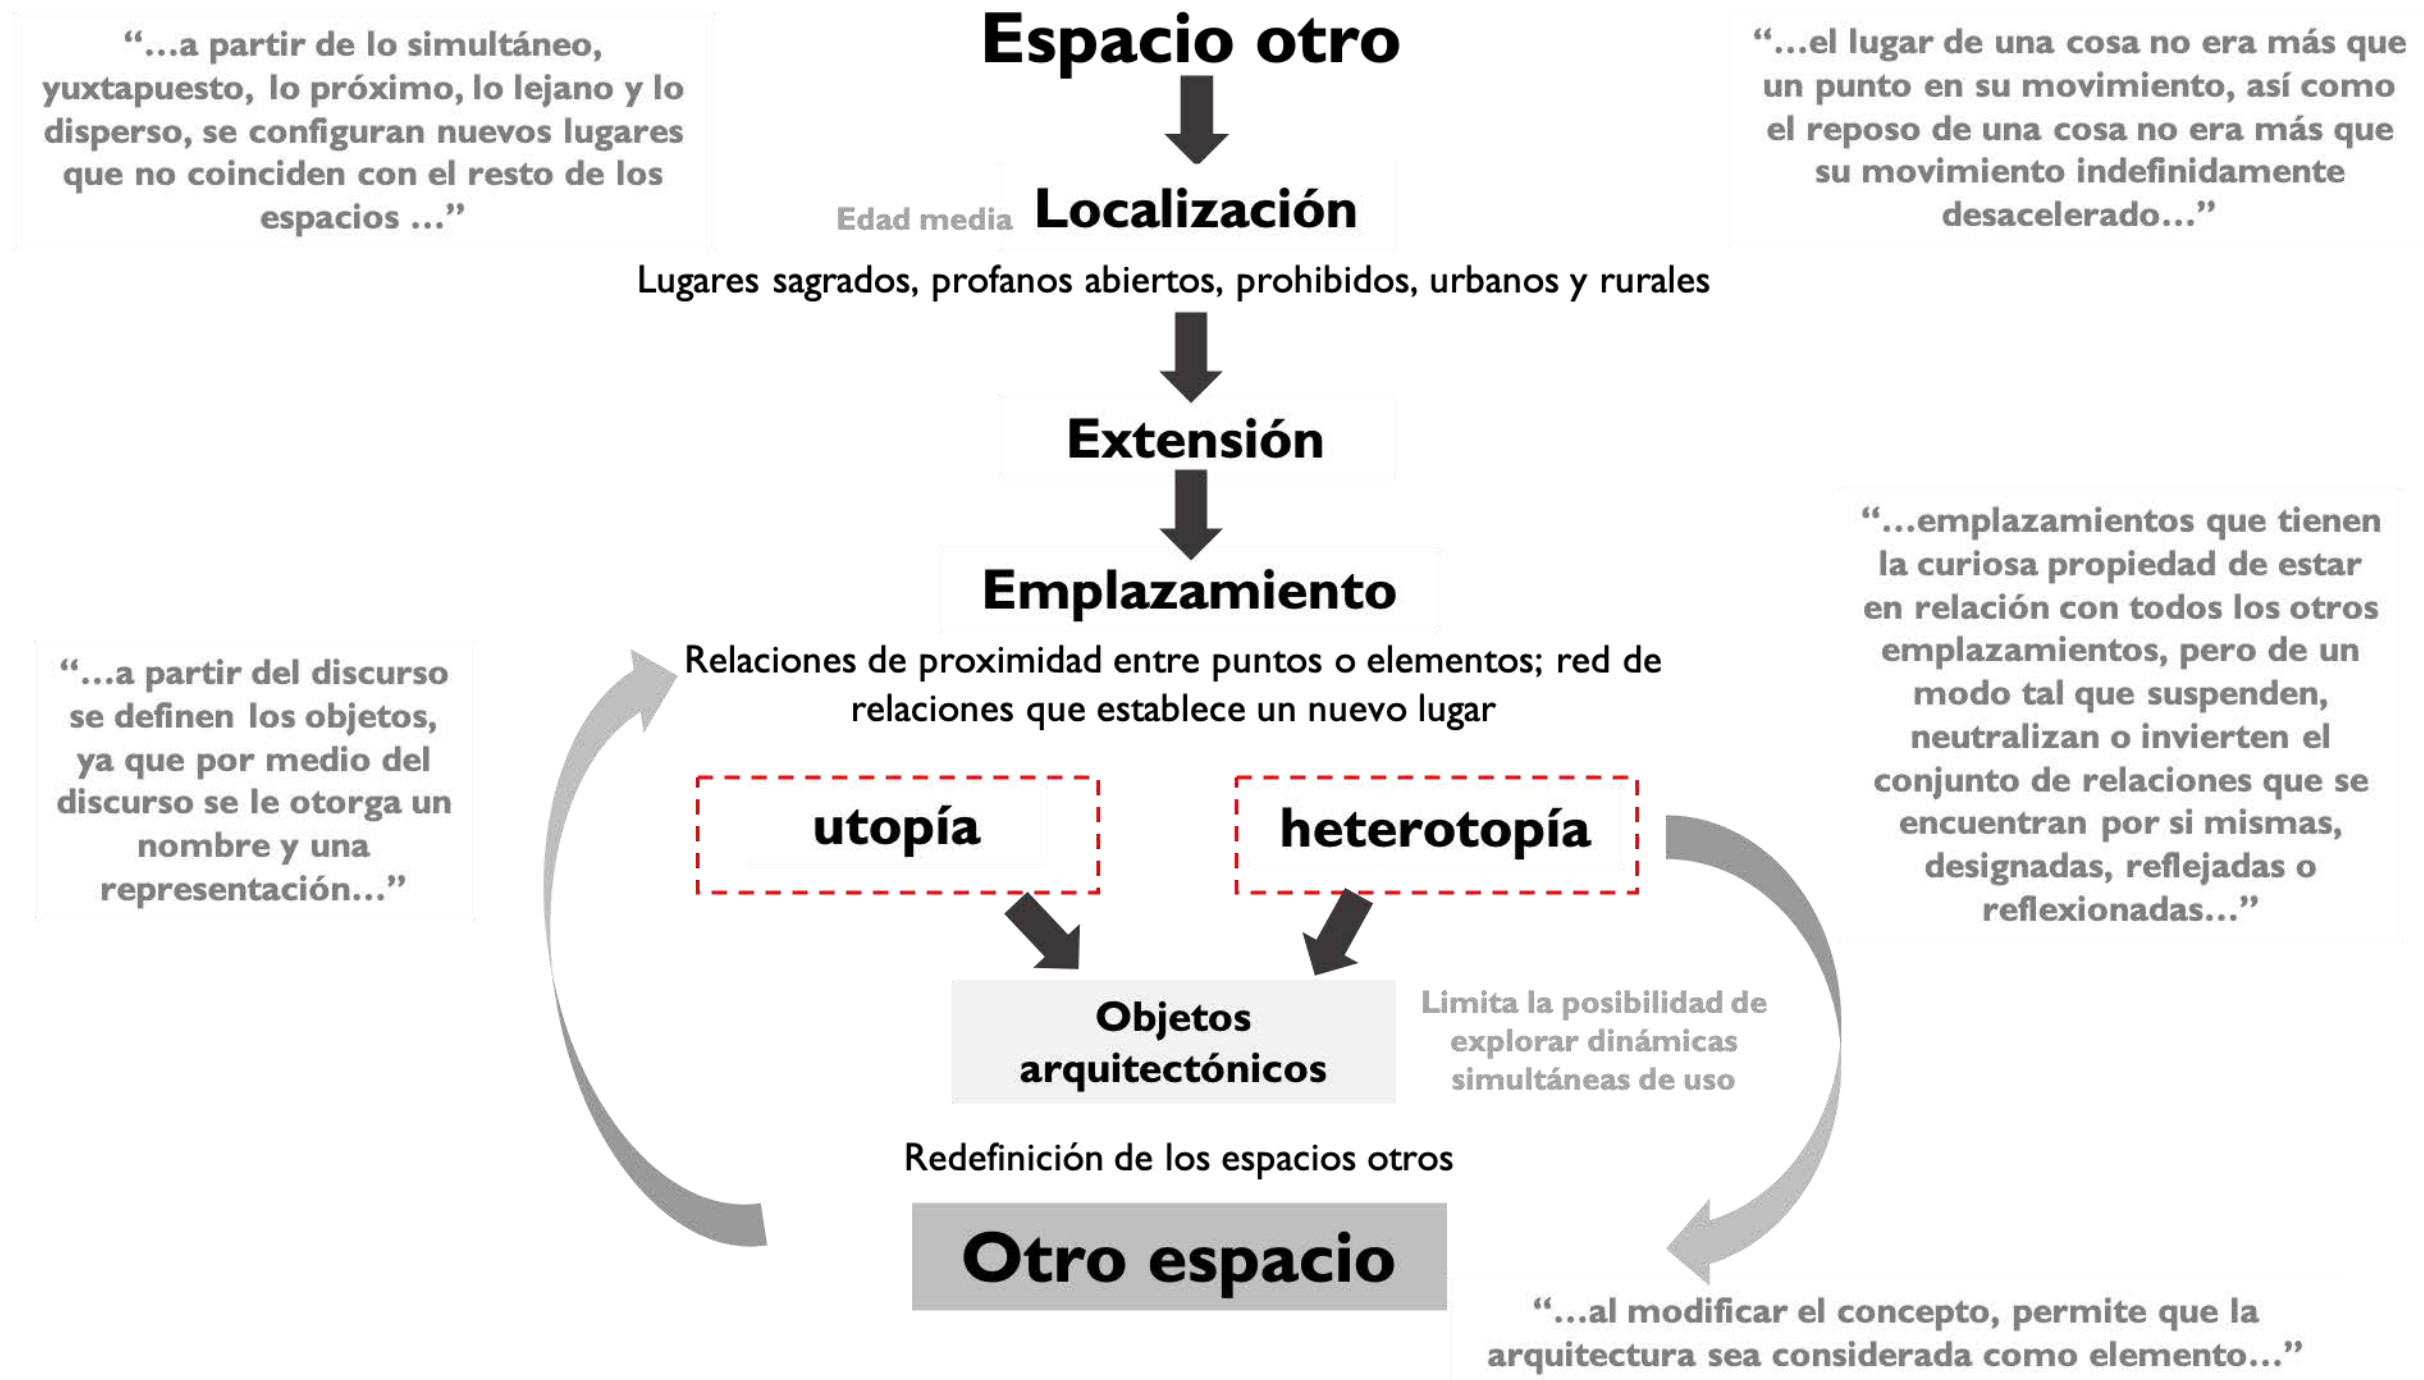 Espacio otro
“...a partir de lo simultáneo,
yuxtapuesto, lo próximo, lo lejano y lo
disperso, se configuran nuevos lugares
que no coinciden con el resto de los
espacios ...”
“...el lugar de una cosa no era más que
un punto en su movimiento, así como
el reposo de una cosa no era más que
su movimiento indefinidamente
desacelerado...”
Edad media Localización
Lugares sagrados, profanos abiertos, prohibidos, urbanos y rurales
Extensión
Emplazamiento
Relaciones de proximidad entre puntos o elementos; red de
relaciones que establece un nuevo lugar
“...a partir del discurso
se definen los objetos,
ya que por medio del
discurso se le otorga un
nombre y una
representación...”
“...emplazamientos que tienen
la curiosa propiedad de estar
en relación con todos los otros
emplazamientos, pero de un
modo tal que suspenden,
neutralizan o invierten el
conjunto de relaciones que se
encuentran por si mismas,
designadas, reflejadas o
reflexionadas...”
utopía
heterotopía
Objetos
arquitectónicos
Limita la posibilidad de
explorar dinámicas
simultáneas de uso
Redefinición de los espacios otros
Otro espacio
“...al modificar el concepto, permite que la
arquitectura sea considerada como elemento...”